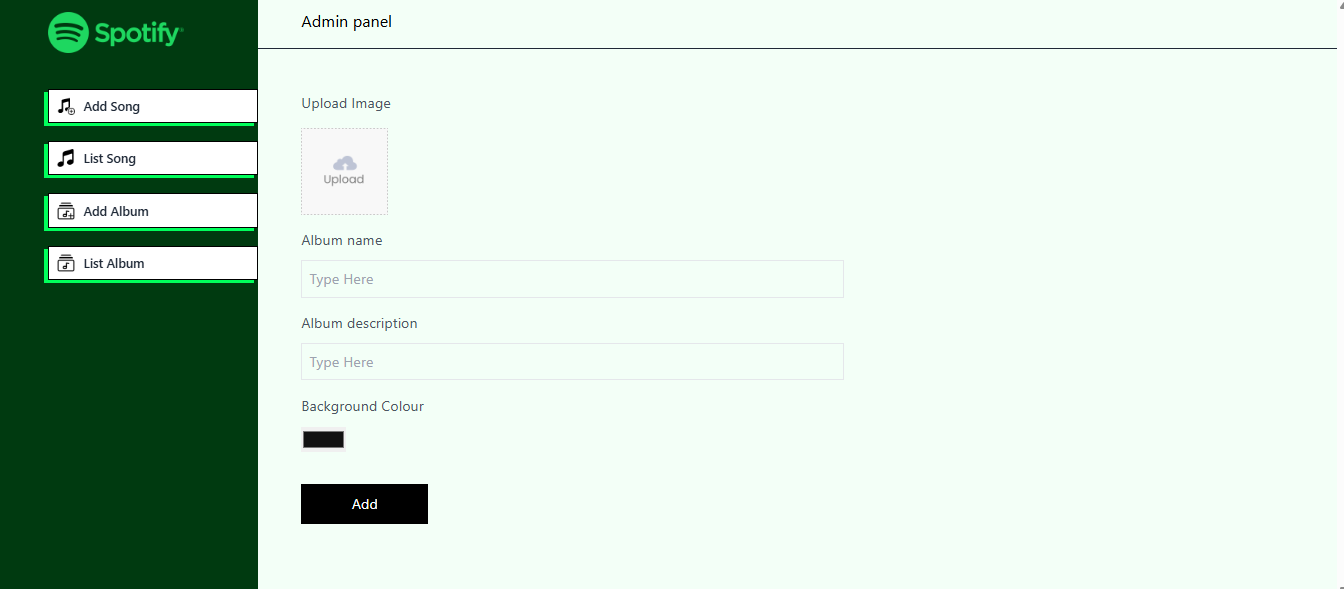 Spotify
Admin panel
Add Song
List Song
Add Album
List Album
Upload Image
Upload
Album name
Type Here
Album description
Type Here
Background Colour
Add